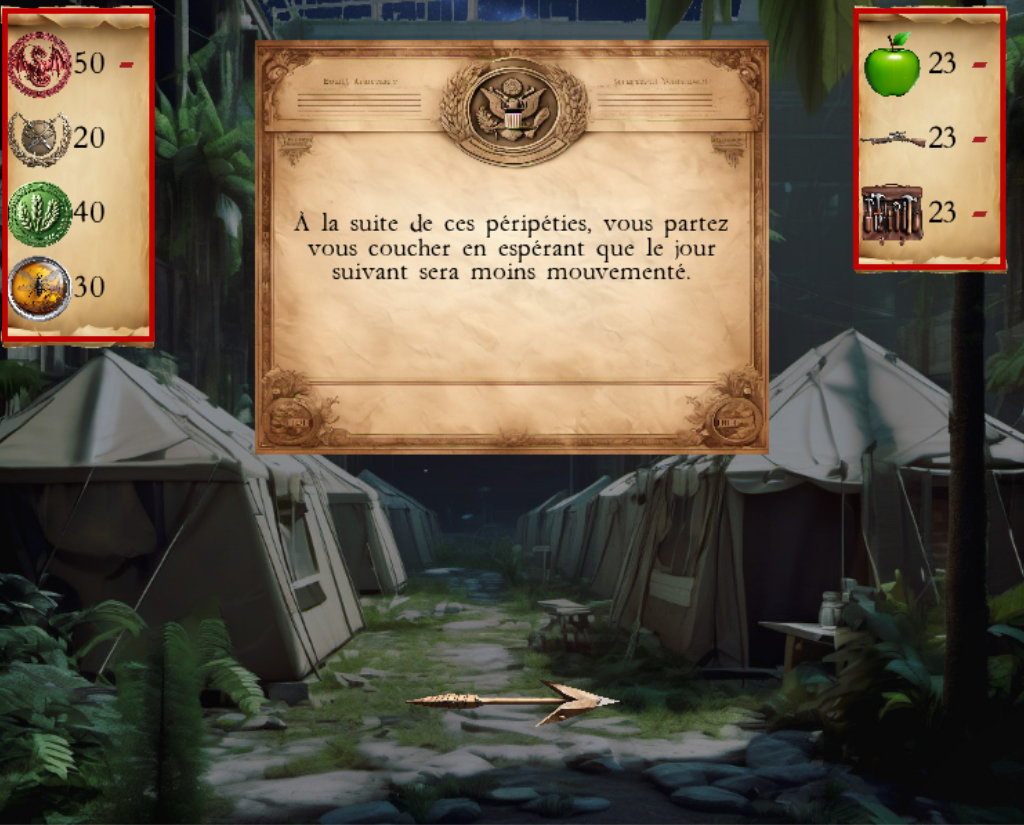 50 -
20
40
30
À la suite de ces péripéties, vous partez
vous coucher en espérant que le jour
suivant sera moins mouvementé.
23 -
23 -
23 -